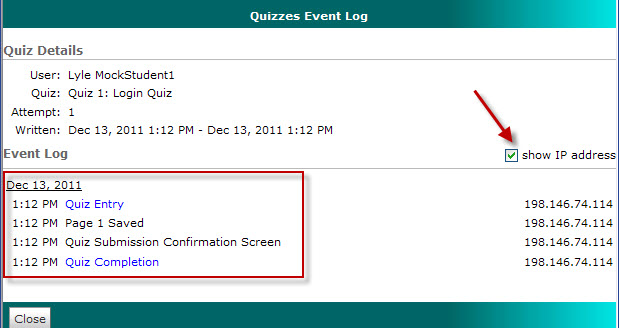 Quizzes Event Log
Quiz Details
User: Lyle MockStudent1
Quiz: Quiz 1: Login Quiz
Attempt: 1
Written: Dec 13, 2011 1:12 PM - Dec 13, 2011 1:12 PM
Event Log show IP address
Dec 13, 2011
1:12 PM Quiz Entry 198.146.74.114
1:12 PM Page 1 Saved 198.146.74.114
1:12 PM Quiz Submission Confirmation Screen 198.146.74.114
1:12 PM Quiz Completion 198.146.74.114
Close